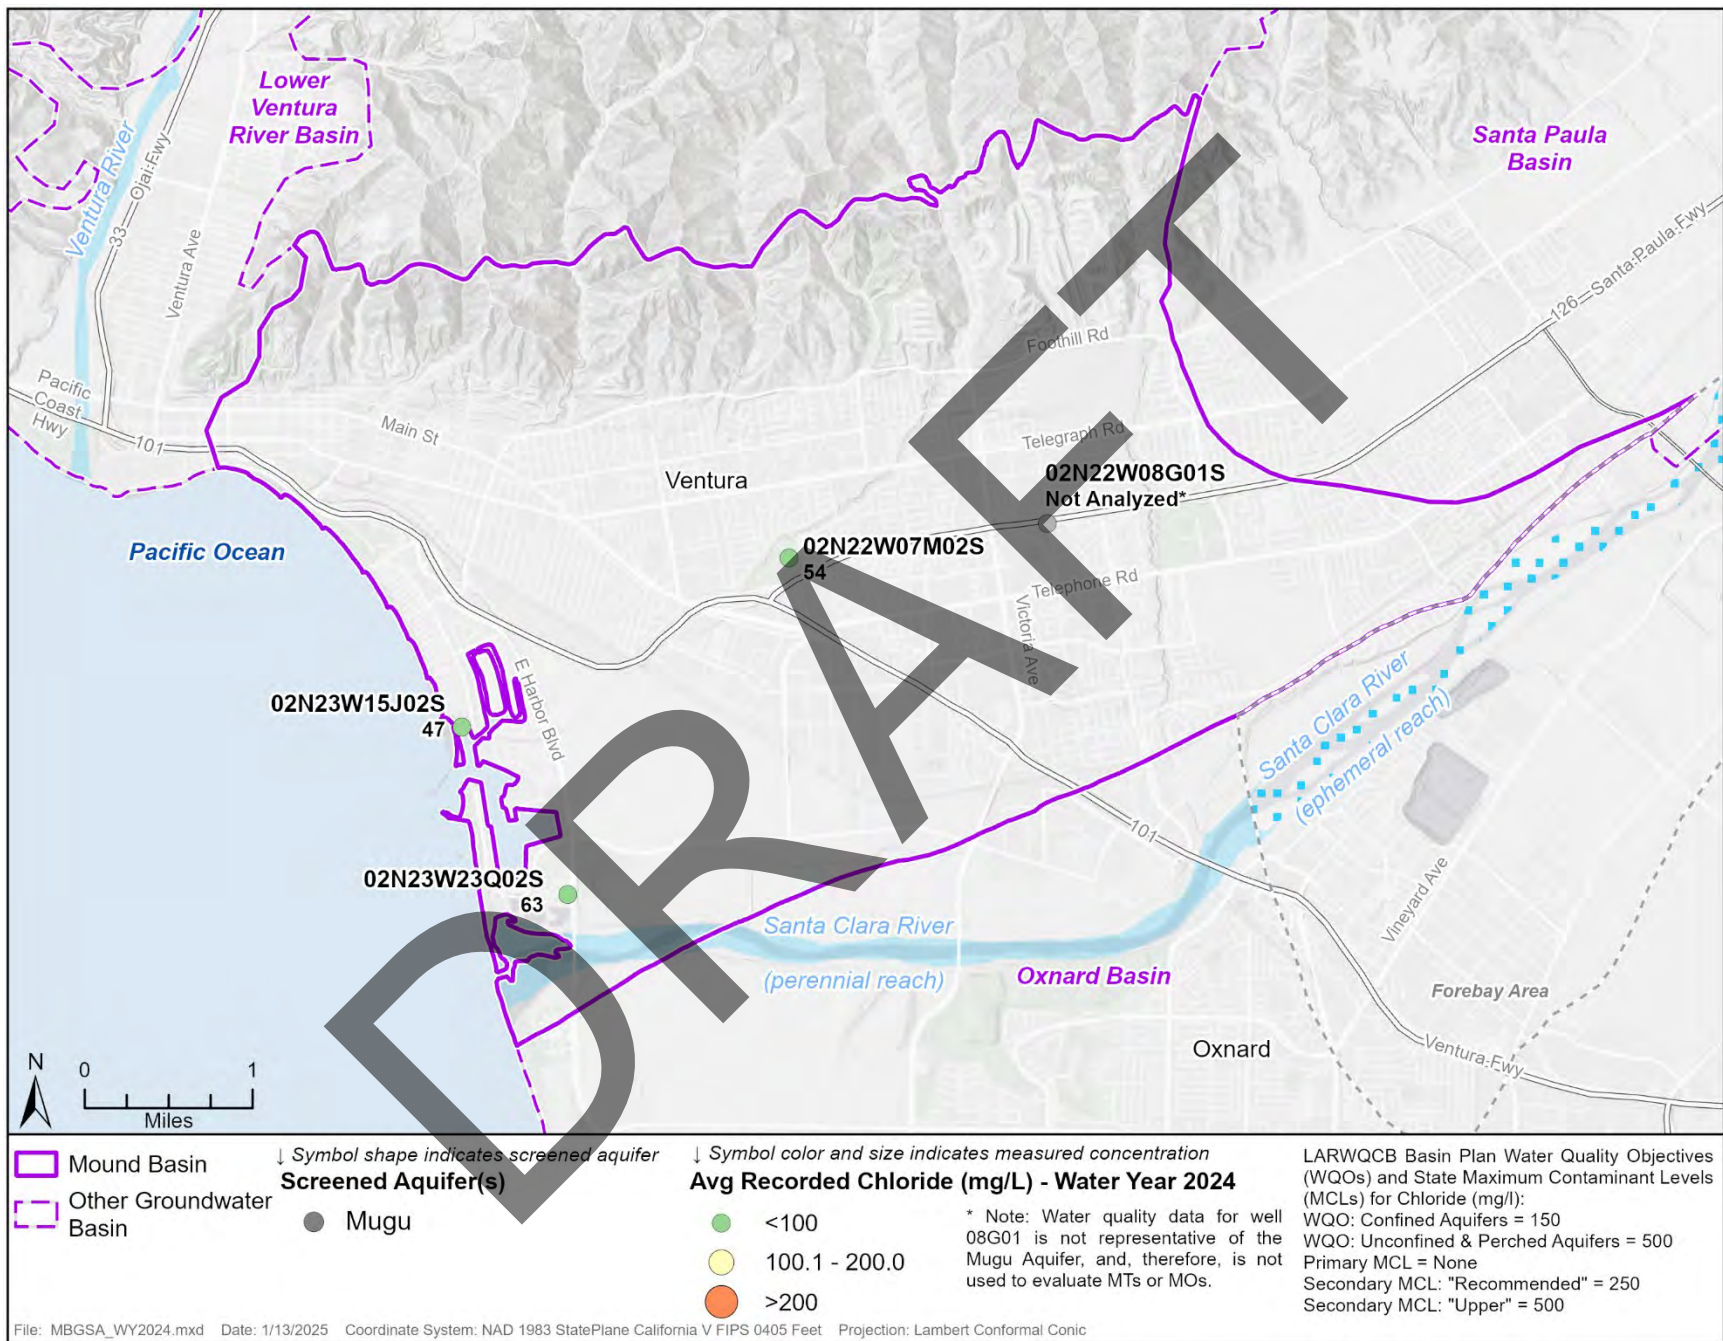 Lower
Ventura
River Basin
Santa Paula
Basin
Ventura River
33
Ojai Fwy
Ventura Ave
126
Santa Paula Fwy
Foothill Rd
Pacific
Coast
Hwy
101
Main St
Telegraph Rd
Ventura
02N22W08G01S
Not Analyzed*
Pacific Ocean
02N22W07M02S
54
Telephone Rd
Victoria Ave
E Harbor Blvd
02N23W15J02S
47
Santa Clara River
(ephemeral reach)
101
02N23W23Q02S
63
Vineyard Ave
Santa Clara River
(perennial reach)
Oxnard Basin
Forebay Area
Oxnard
Ventura Fwy
DRAFT
N
0 1
Miles
Mound Basin
Other Groundwater
Basin
↓ Symbol shape indicates screened aquifer
Screened Aquifer(s)
Mugu
↓ Symbol color and size indicates measured concentration
Avg Recorded Chloride (mg/L) - Water Year 2024
<100
100.1 - 200.0
>200
* Note: Water quality data for well
08G01 is not representative of the
Mugu Aquifer, and, therefore, is not
used to evaluate MTs or MOs.
LARWQCB Basin Plan Water Quality Objectives
(WQOs) and State Maximum Contaminant Levels
(MCLs) for Chloride (mg/l):
WQO: Confined Aquifers = 150
WQO: Unconfined & Perched Aquifers = 500
Primary MCL = None
Secondary MCL: "Recommended" = 250
Secondary MCL: "Upper" = 500
File: MBGSA_WY2024.mxd Date: 1/13/2025 Coordinate System: NAD 1983 StatePlane California V FIPS 0405 Feet Projection: Lambert Conformal Conic